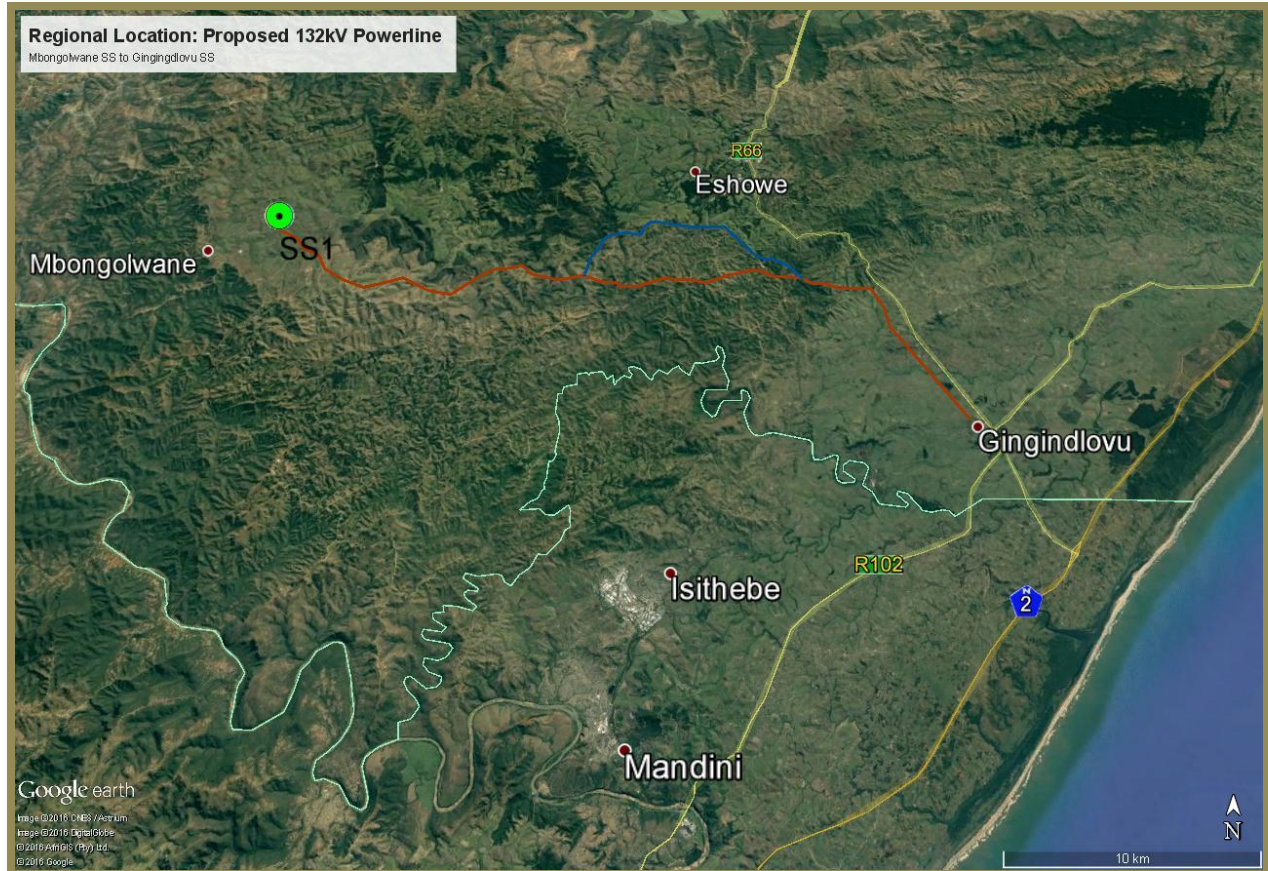 Regional Location: Proposed 132kV Powerline
Mbongolwane SS to Gingingdlovu SS
R66
Eshowe
SS1
Mbongolwane
Gingindlovu
R102
Isithebe
N
2
Mandini
Google earth
Image © 2016 CNES / Astrium
Image © 2016 DigitalGlobe
© 2016 AfriGIS (Pty) Ltd.
© 2016 Google
N
10 km